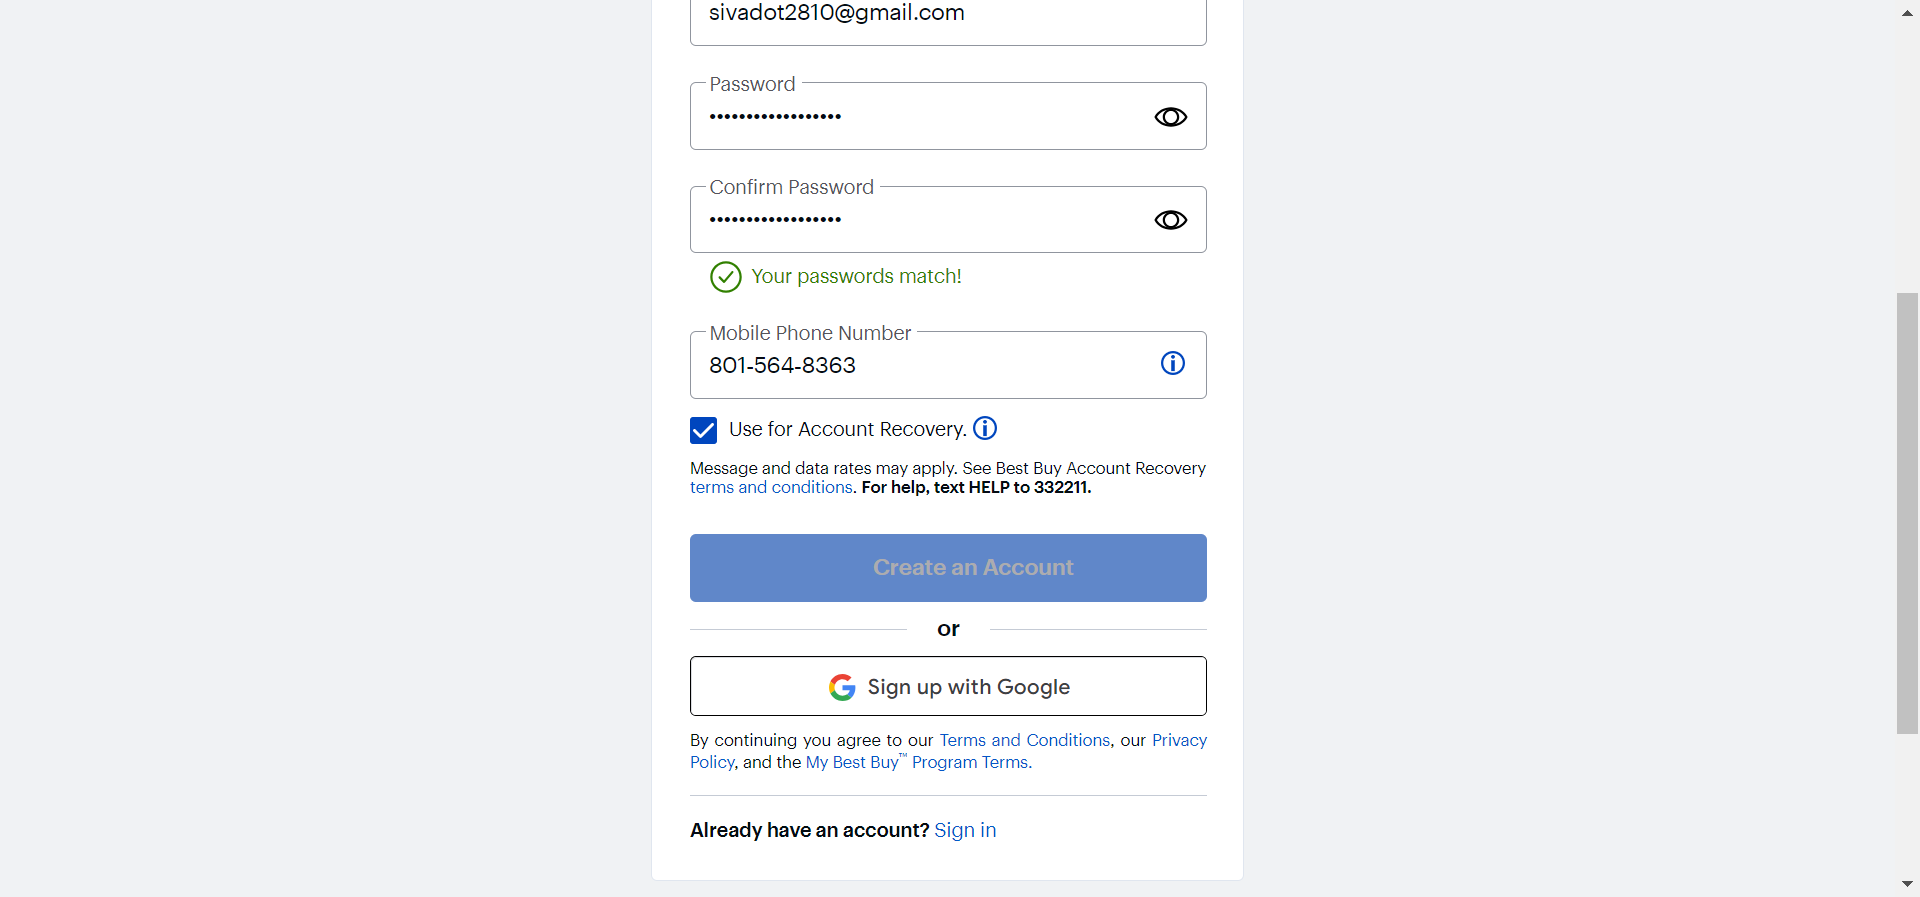 sivadot2810@gmail.com
Password
••••••••••••••••••
Confirm Password
••••••••••••••••••
Your passwords match!
Mobile Phone Number
801-564-8363
Use for Account Recovery.
Message and data rates may apply. See Best Buy Account Recovery
terms and conditions. For help, text HELP to 332211.
Create an Account
or
Sign up with Google
By continuing you agree to our Terms and Conditions, our Privacy
Policy, and the My Best Buy™ Program Terms.
Already have an account? Sign in